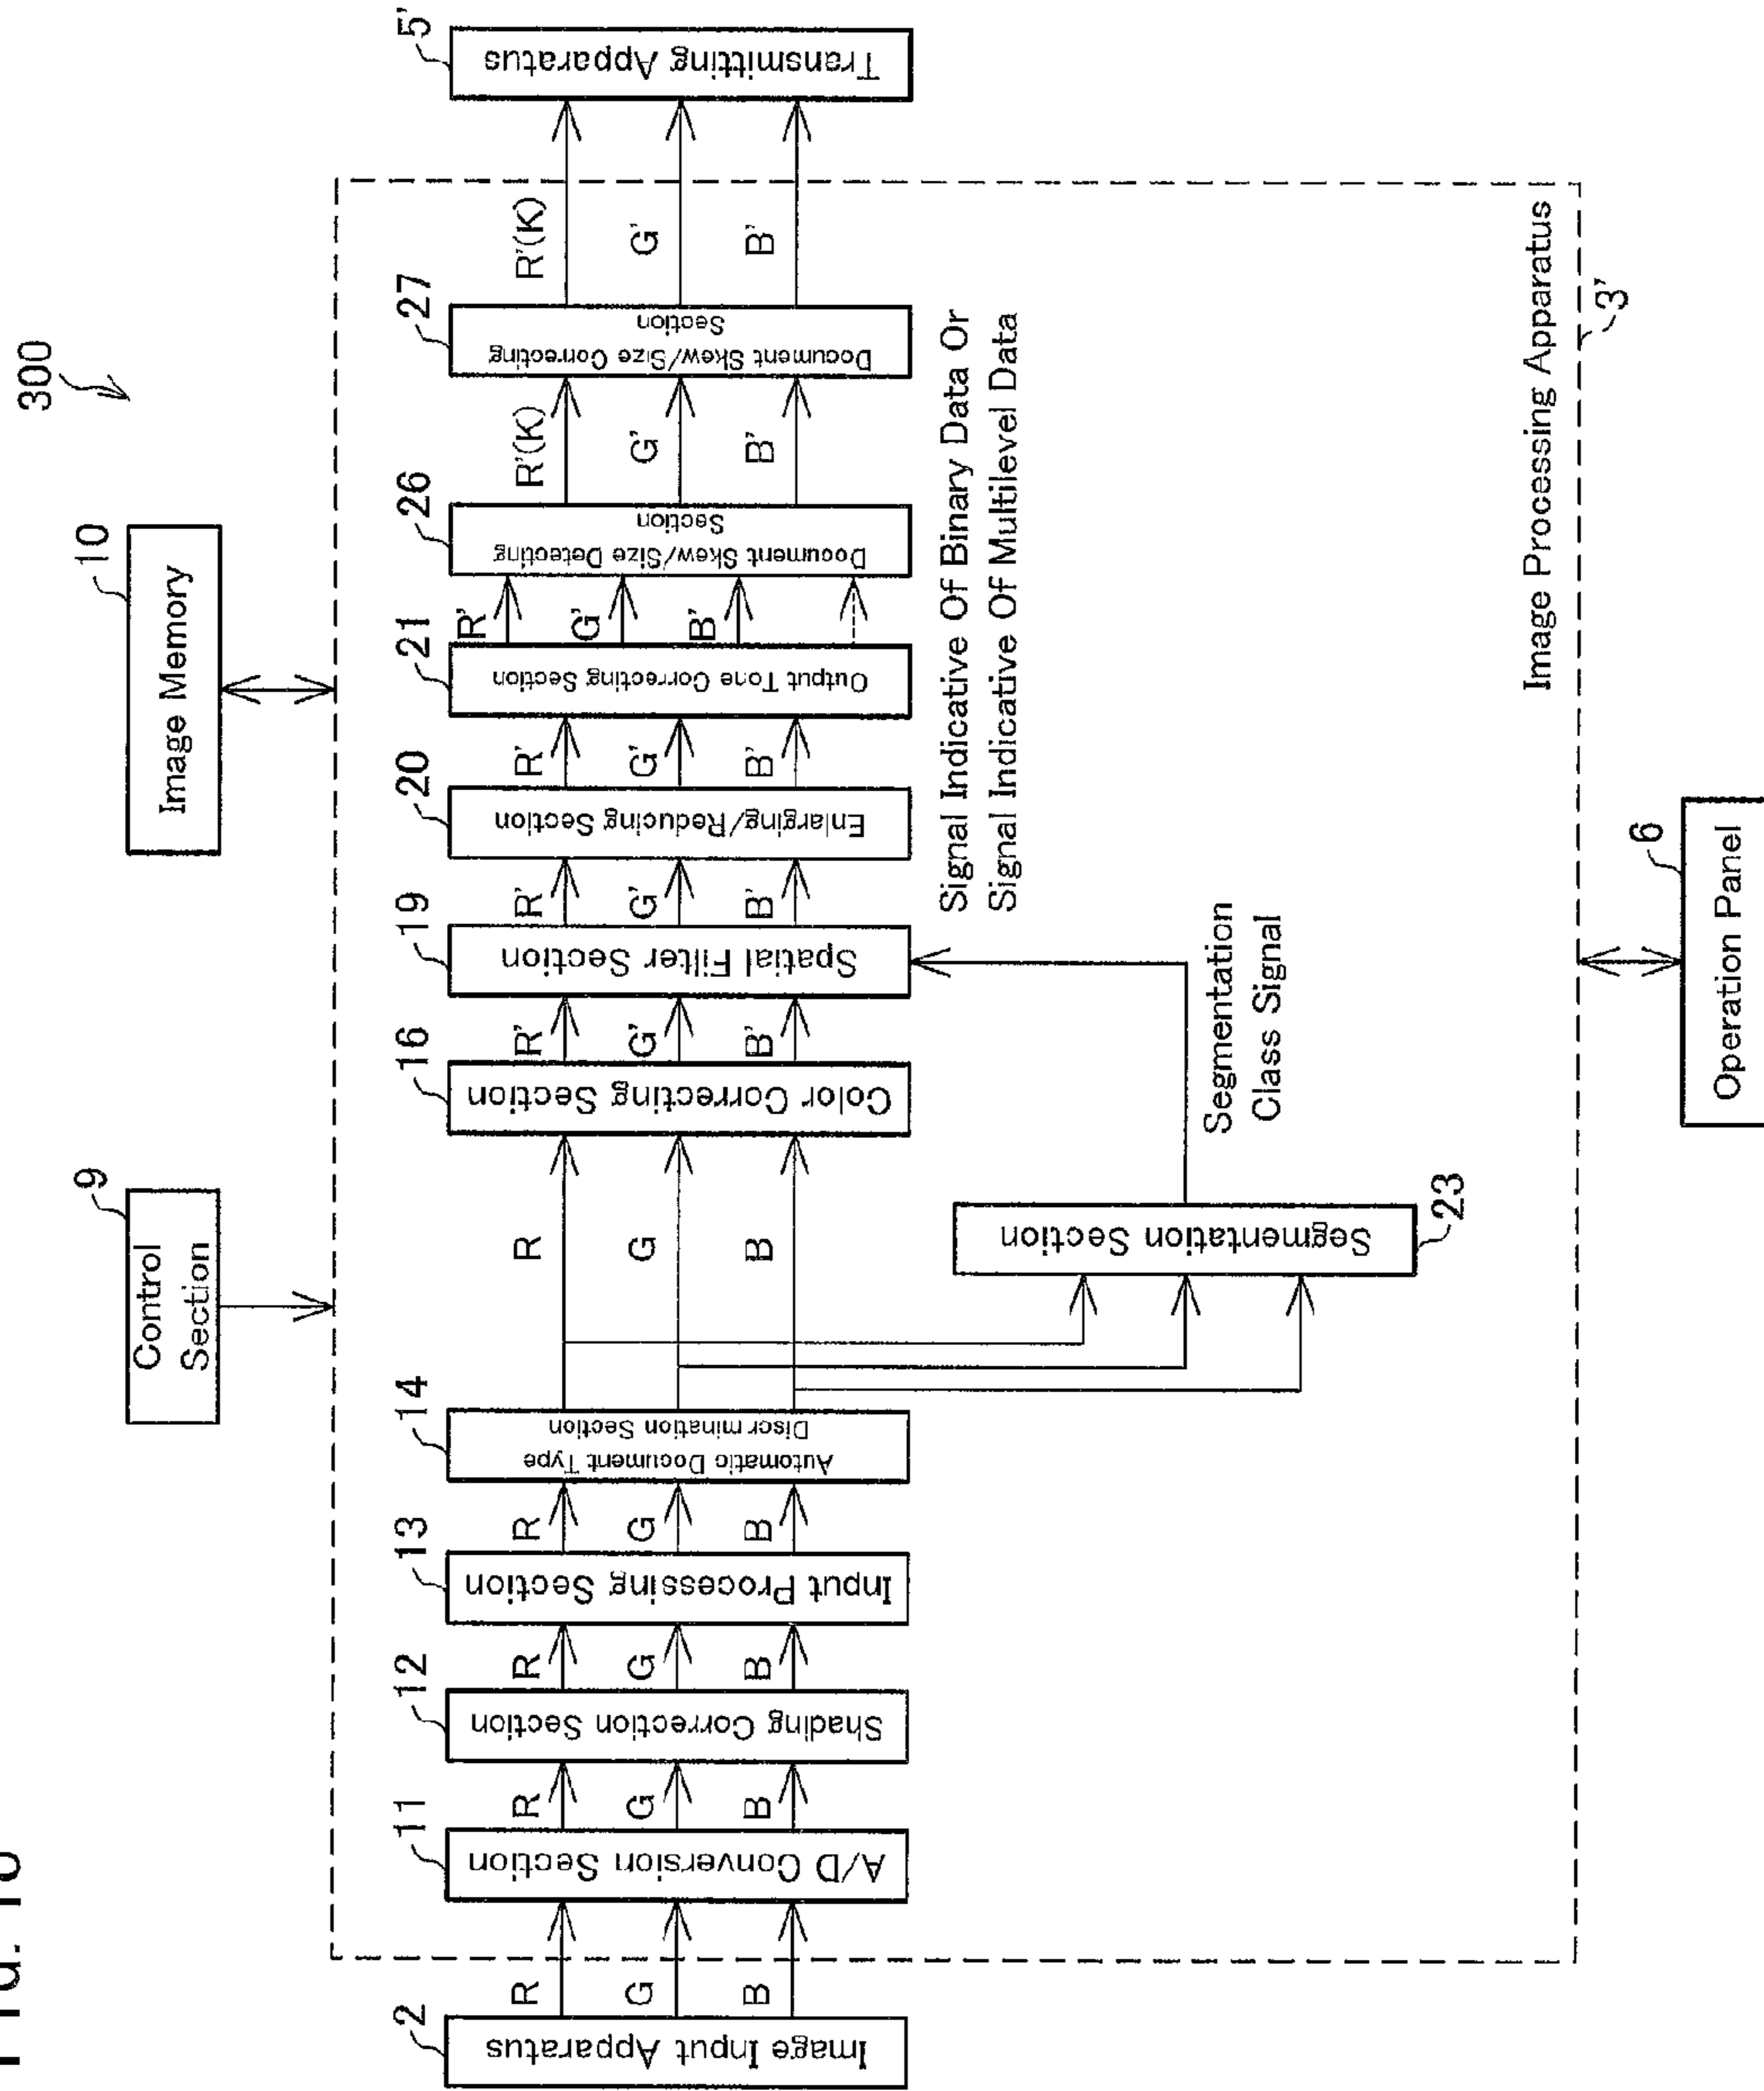 300
9
Control
Section
10
Image Memory
2
Image Input Apparatus
R
G
B
11
A/D Conversion Section
R
G
B
12
Shading Correction Section
R
G
B
13
Input Processing Section
R
G
B
14
Automatic Document Type
Discrimination Section
R
G
B
16
Color Correcting Section
R'
G'
B'
19
Spatial Filter Section
R'
G'
B'
20
Enlarging/Reducing Section
R'
G'
B'
21
Output Tone Correcting Section
R'
G'
B'
26
Document Skew/Size Detecting
Section
R'(K)
G'
B'
27
Document Skew/Size Correcting
Section
R'(K)
G'
B'
5'
Transmitting Apparatus
Signal Indicative Of Binary Data Or
Signal Indicative Of Multilevel Data
Segmentation Section
23
Segmentation
Class Signal
Image Processing Apparatus
3'
6
Operation Panel